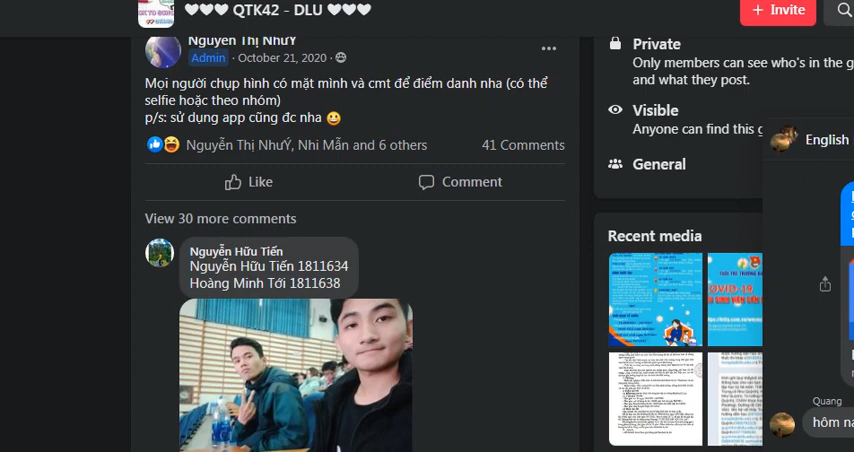 ♥♥♥ QTK42 - DLU ♥♥♥
+ Invite
Nguyễn Thị NhưÝ
Admin · October 21, 2020 ·
Mọi người chụp hình có mặt mình và cmt để điểm danh nha (có thể
selfie hoặc theo nhóm)
p/s: sử dụng app cũng đc nha 😀
Nguyễn Thị NhưÝ, Nhi Mẫn and 6 others
41 Comments
Like
Comment
View 30 more comments
Nguyễn Hữu Tiến
Nguyễn Hữu Tiến 1811634
Hoàng Minh Tới 1811638
Private
Only members can see who's in the g
and what they post.
Visible
Anyone can find this g
General
Recent media
English
Quang
hôm na